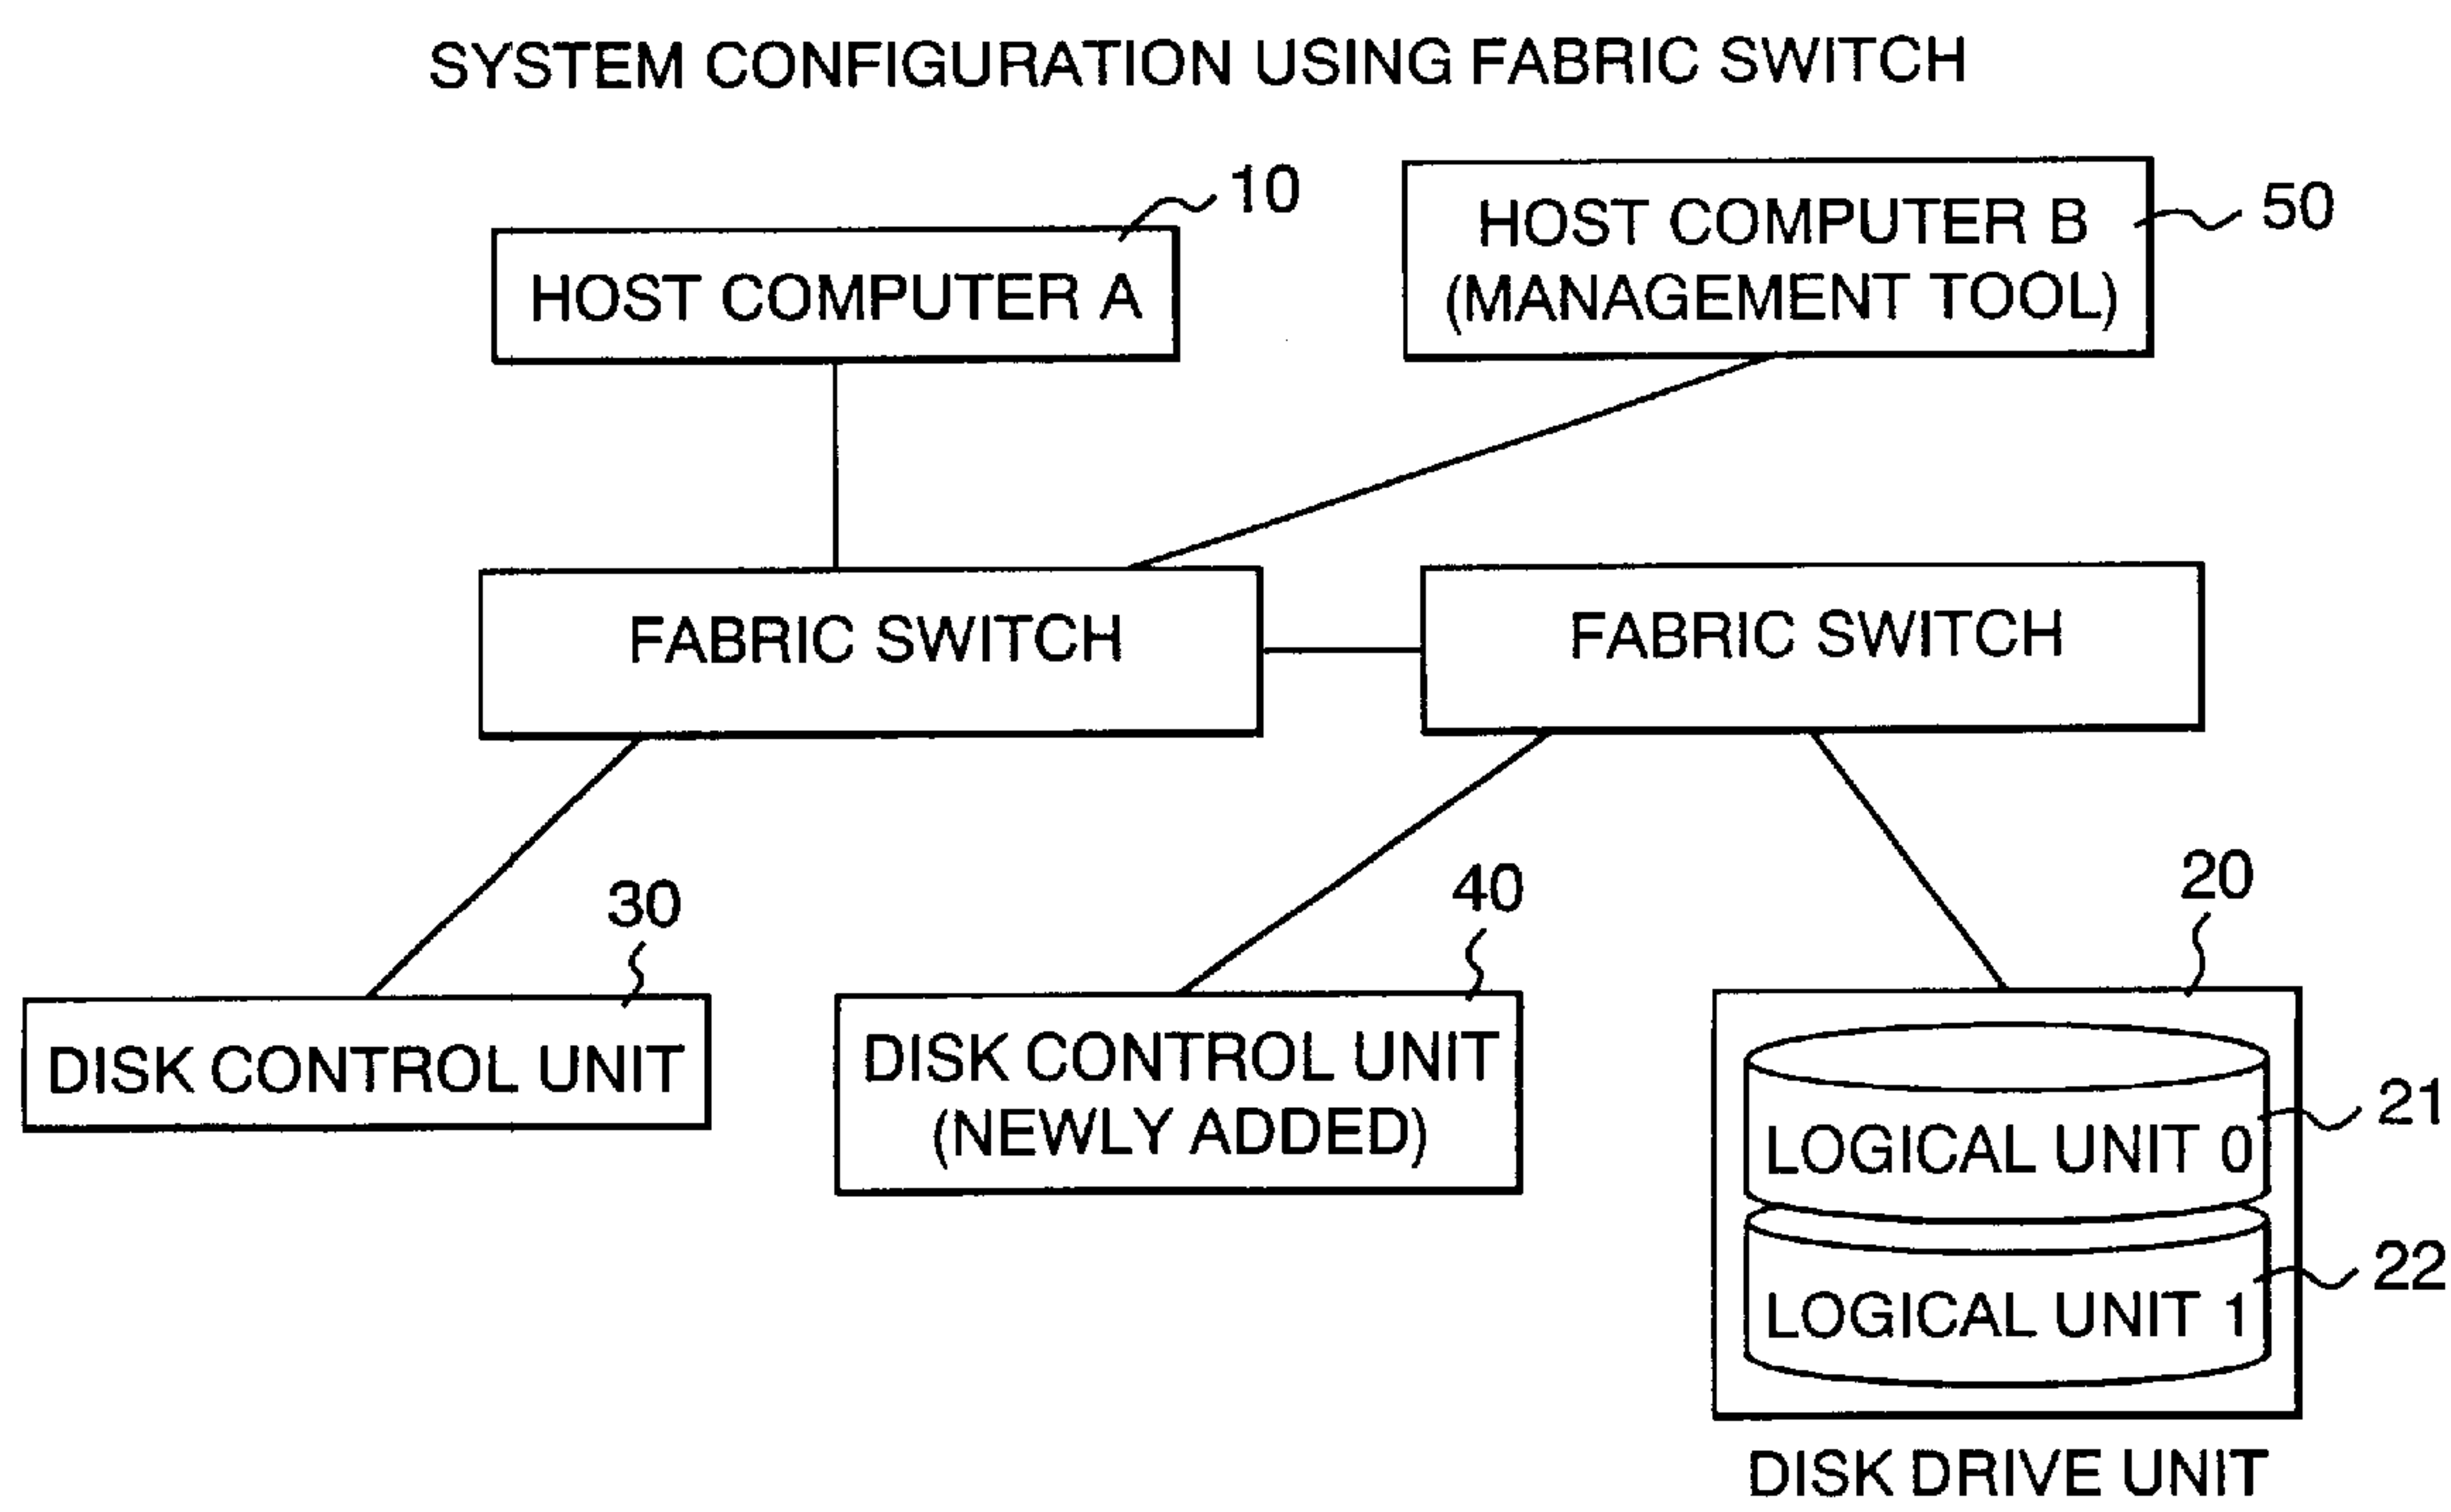 SYSTEM CONFIGURATION USING FABRIC SWITCH
10
HOST COMPUTER A
HOST COMPUTER B
(MANAGEMENT TOOL)
50
FABRIC SWITCH
FABRIC SWITCH
30
DISK CONTROL UNIT
40
DISK CONTROL UNIT
(NEWLY ADDED)
20
LOGICAL UNIT 0
21
LOGICAL UNIT 1
22
DISK DRIVE UNIT